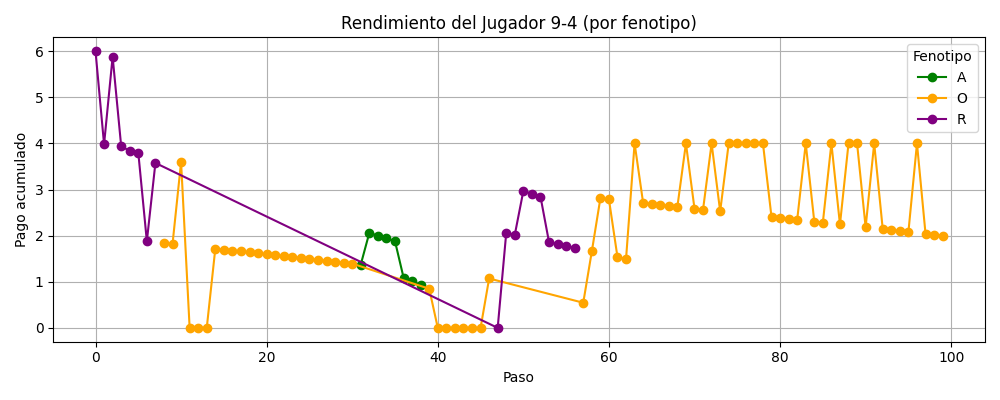 Rendimiento del Jugador 9-4 (por fenotipo)
Pago acumulado
6
5
4
3
2
1
0
0 20 40 60 80 100
Paso
Fenotipo
A
O
R